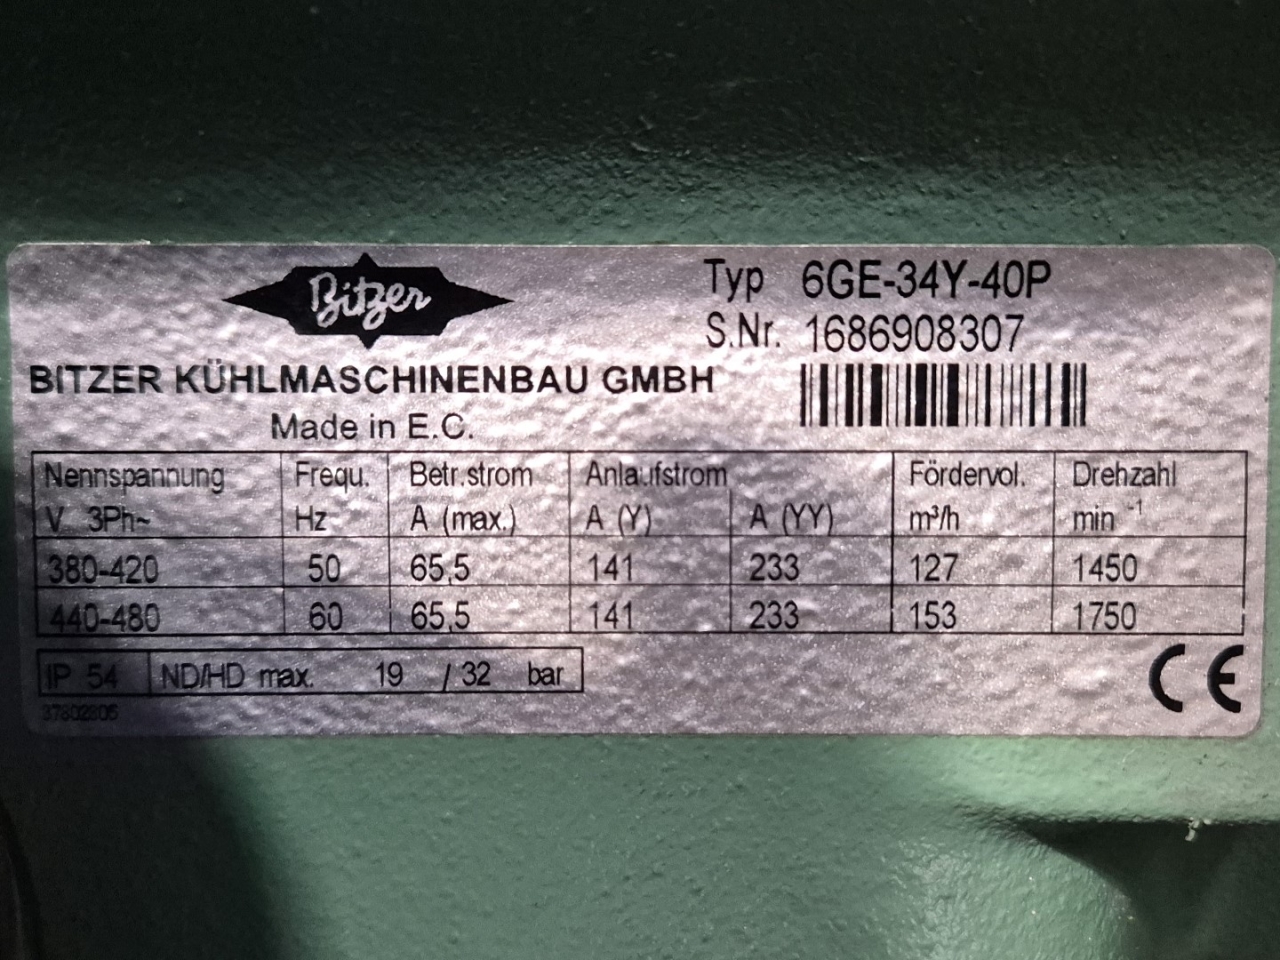 Bitzer
Typ 6GE-34Y-40P
S.Nr. 1686908307
BITZER KÜHLMASCHINENBAU GMBH
Made in E.C.
Nennspannung Frequ. Betr.strom Anlaufstrom Fördervol. Drehzahl
V 3Ph~ Hz A (max.) A (Y) A (YY) m³/h min -1
380-420 50 65,5 141 233 127 1450
440-480 60 65,5 141 233 153 1750
IP 54 ND/HD max. 19 / 32 bar
CE
37802805